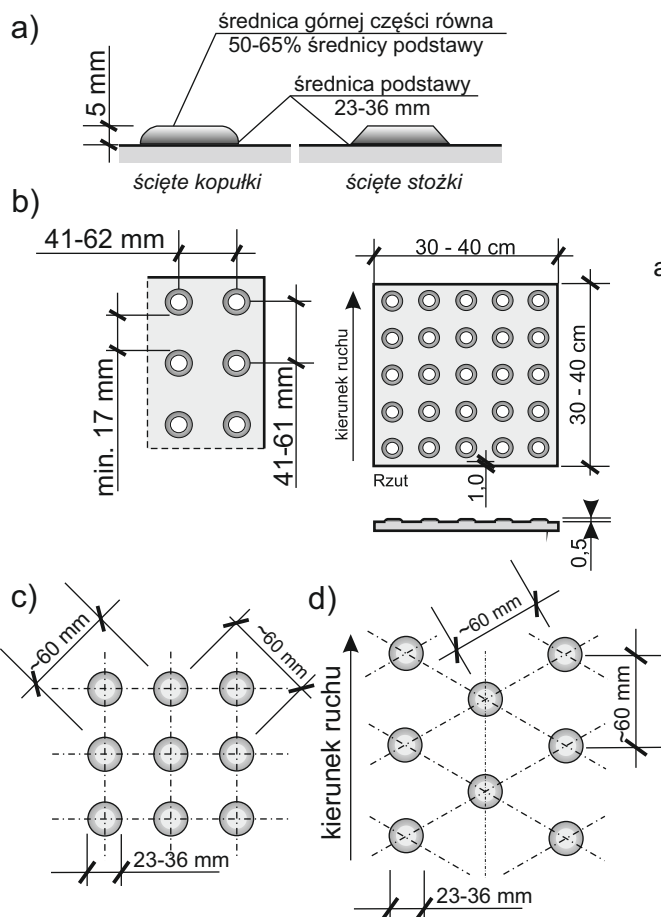 a)
średnica górnej części równa
50-65% średnicy podstawy
średnica podstawy
23-36 mm
5 mm
ścięte kopułki
ścięte stożki
b)
41-62 mm
min. 17 mm
41-61 mm
30 - 40 cm
a
kierunek ruchu
30 - 40 cm
Rzut
1,0
0,5
c)
~60 mm
~60 mm
23-36 mm
d)
~60 mm
~60 mm
kierunek ruchu
23-36 mm